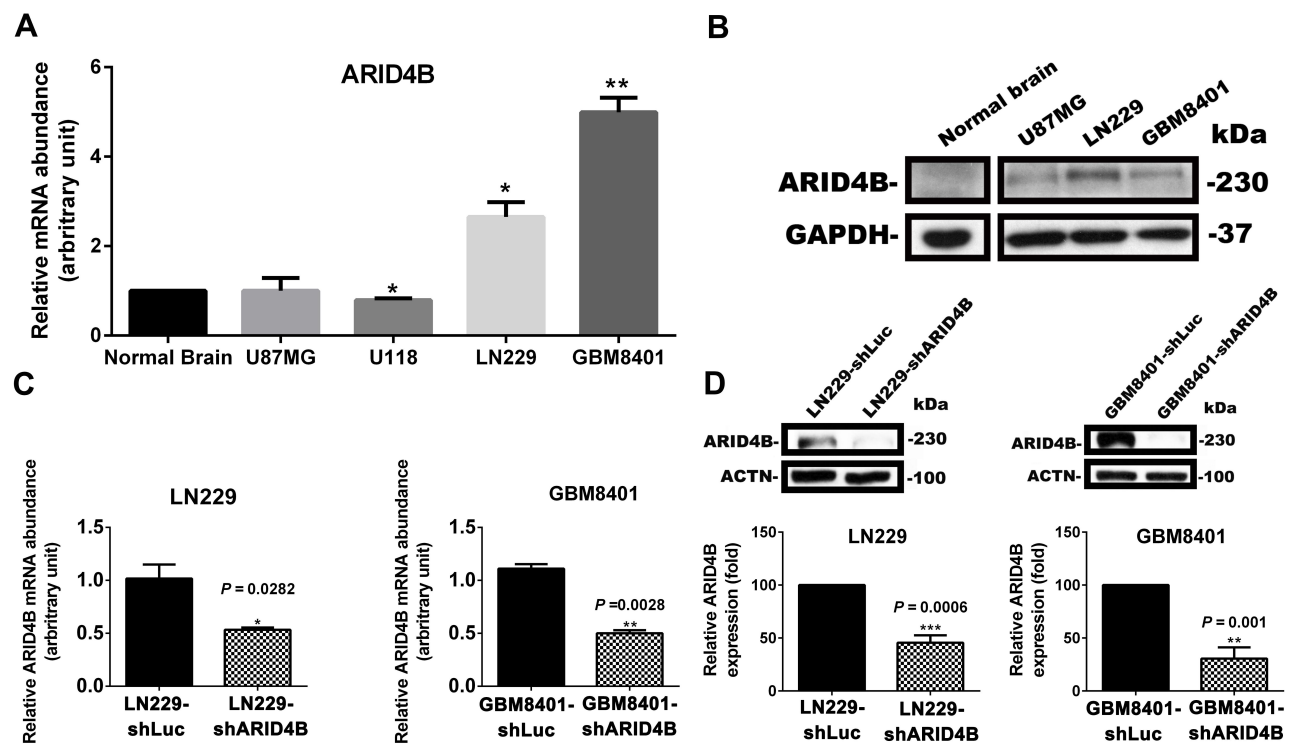 A
ARID4B
Relative mRNA abundance
(arbritrary unit)
6
4
2
0
**
*
*
Normal Brain U87MG U118 LN229 GBM8401
B
Normal brain
U87MG
LN229
GBM8401
kDa
ARID4B- -230
GAPDH- -37
C
LN229
Relative ARID4B mRNA abundance
(arbritrary unit)
1.5
1.0
0.5
0.0
P = 0.0282
*
LN229-
shLuc
LN229-
shARID4B
GBM8401
Relative ARID4B mRNA abundance
(arbritrary unit)
1.5
1.0
0.5
0.0
P =0.0028
**
GBM8401-
shLuc
GBM8401-
shARID4B
D
LN229-shLuc
LN229-shARID4B
kDa
ARID4B- -230
ACTN- -100
GBM8401-shLuc
GBM8401-shARID4B
kDa
ARID4B- -230
ACTN- -100
LN229
Relative ARID4B
expression (fold)
150
100
50
0
P = 0.0006
***
LN229-
shLuc
LN229-
shARID4B
GBM8401
Relative ARID4B
expression (fold)
150
100
50
0
P = 0.001
**
GBM8401-
shLuc
GBM8401-
shARID4B